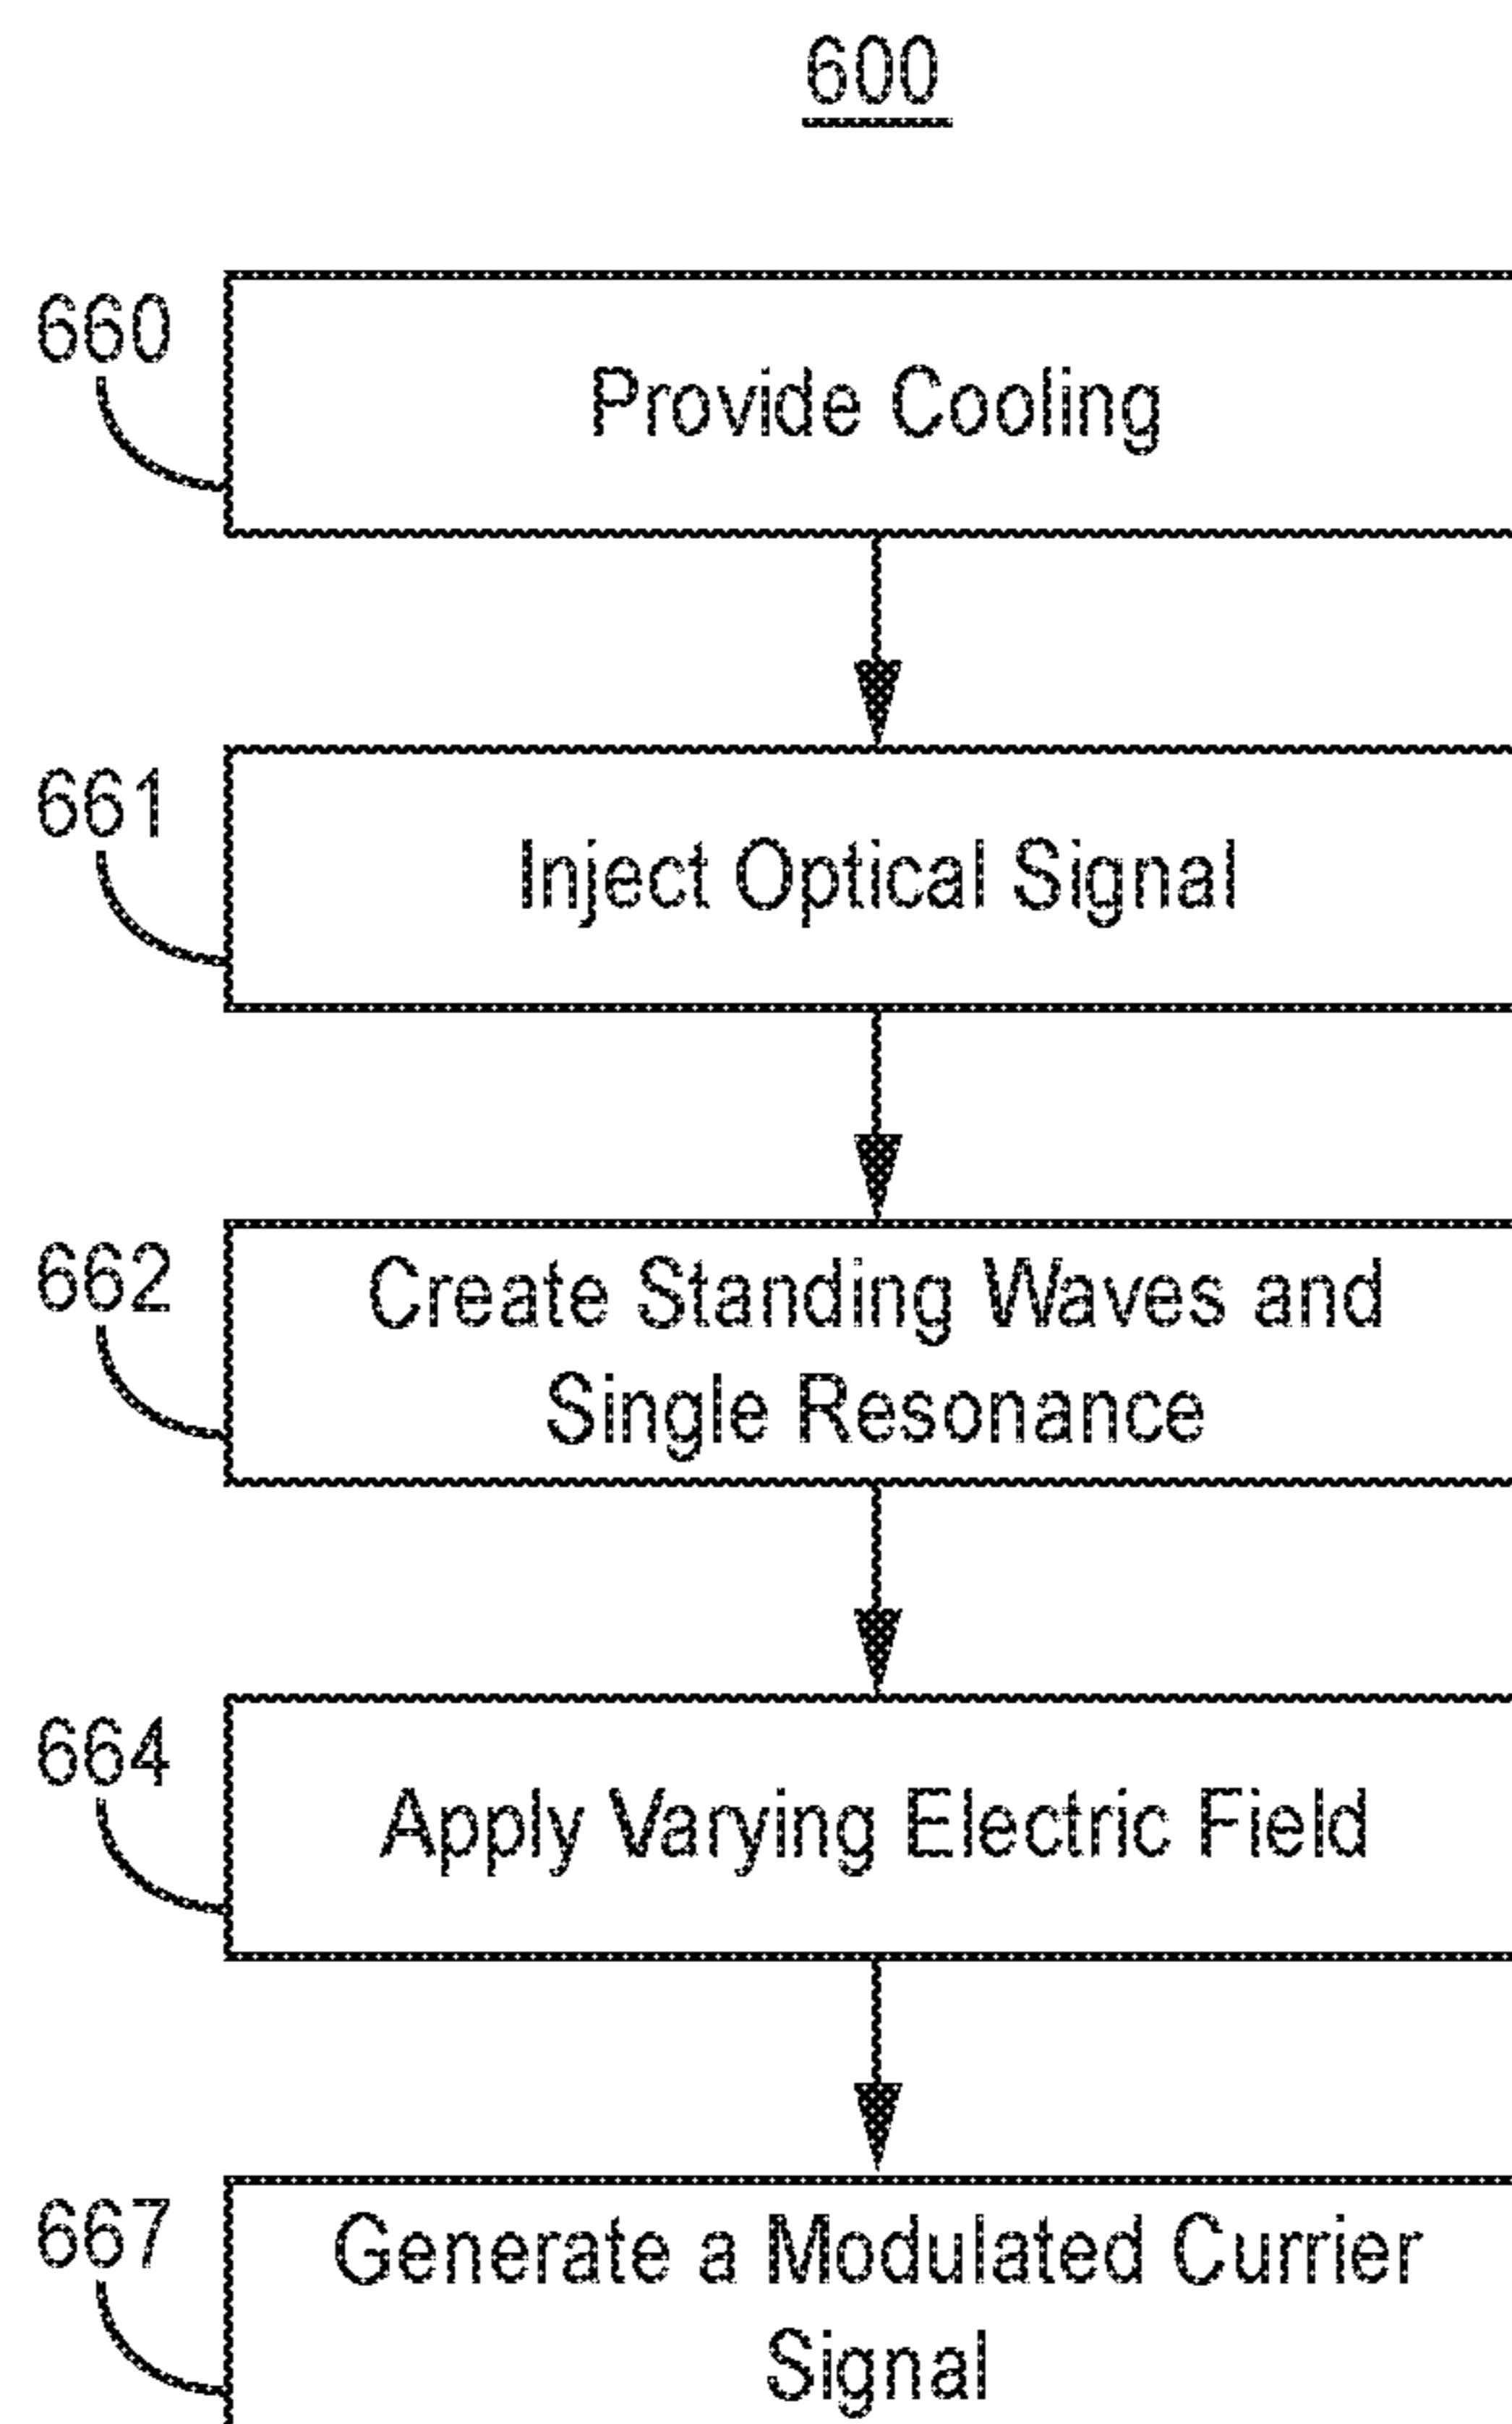 600
660
Provide Cooling
661
Inject Optical Signal
662
Create Standing Waves and
Single Resonance
664
Apply Varying Electric Field
667
Generate a Modulated Currier
Signal